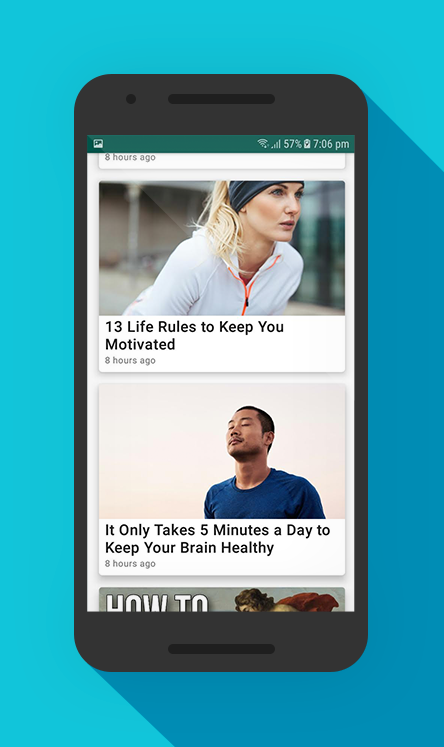 57% 7:06 pm
8 hours ago
13 Life Rules to Keep You
Motivated
8 hours ago
It Only Takes 5 Minutes a Day to
Keep Your Brain Healthy
8 hours ago
HOW TO